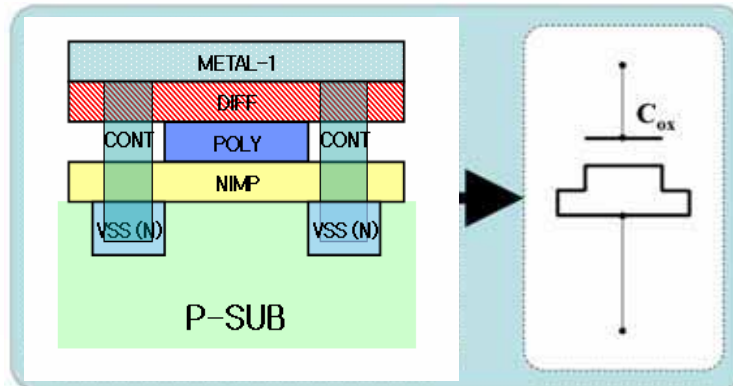 METAL-1
DIFF
CONT POLY CONT
NIMP
VSS (N) VSS (N)
P-SUB
Cox